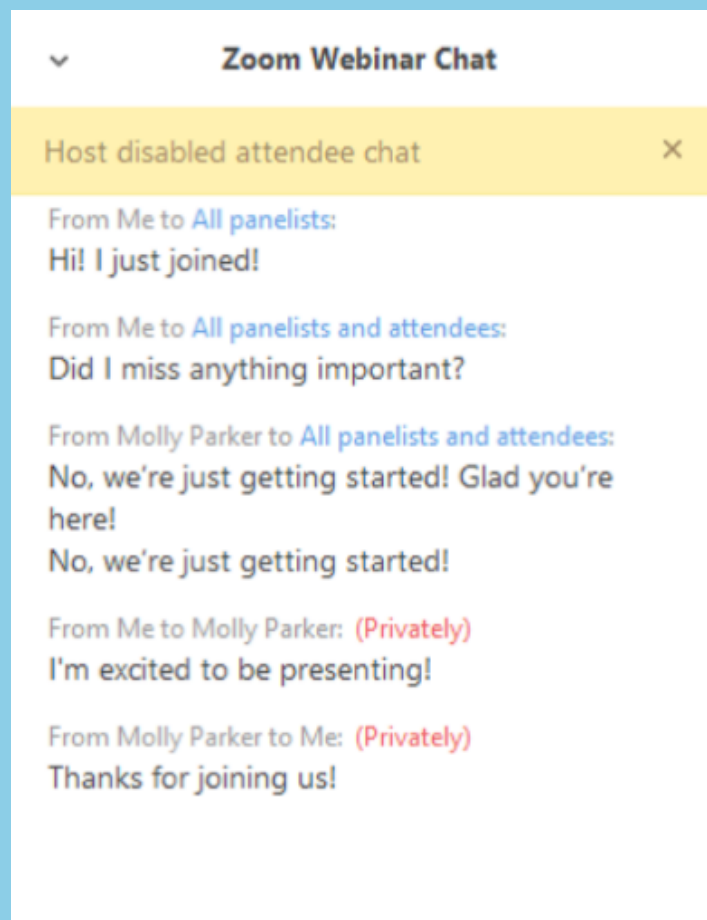 Zoom Webinar Chat
Host disabled attendee chat
From Me to All panelists:
Hi! I just joined!
From Me to All panelists and attendees:
Did I miss anything important?
From Molly Parker to All panelists and attendees:
No, we're just getting started! Glad you're
here!
No, we're just getting started!
From Me to Molly Parker: (Privately)
I'm excited to be presenting!
From Molly Parker to Me: (Privately)
Thanks for joining us!